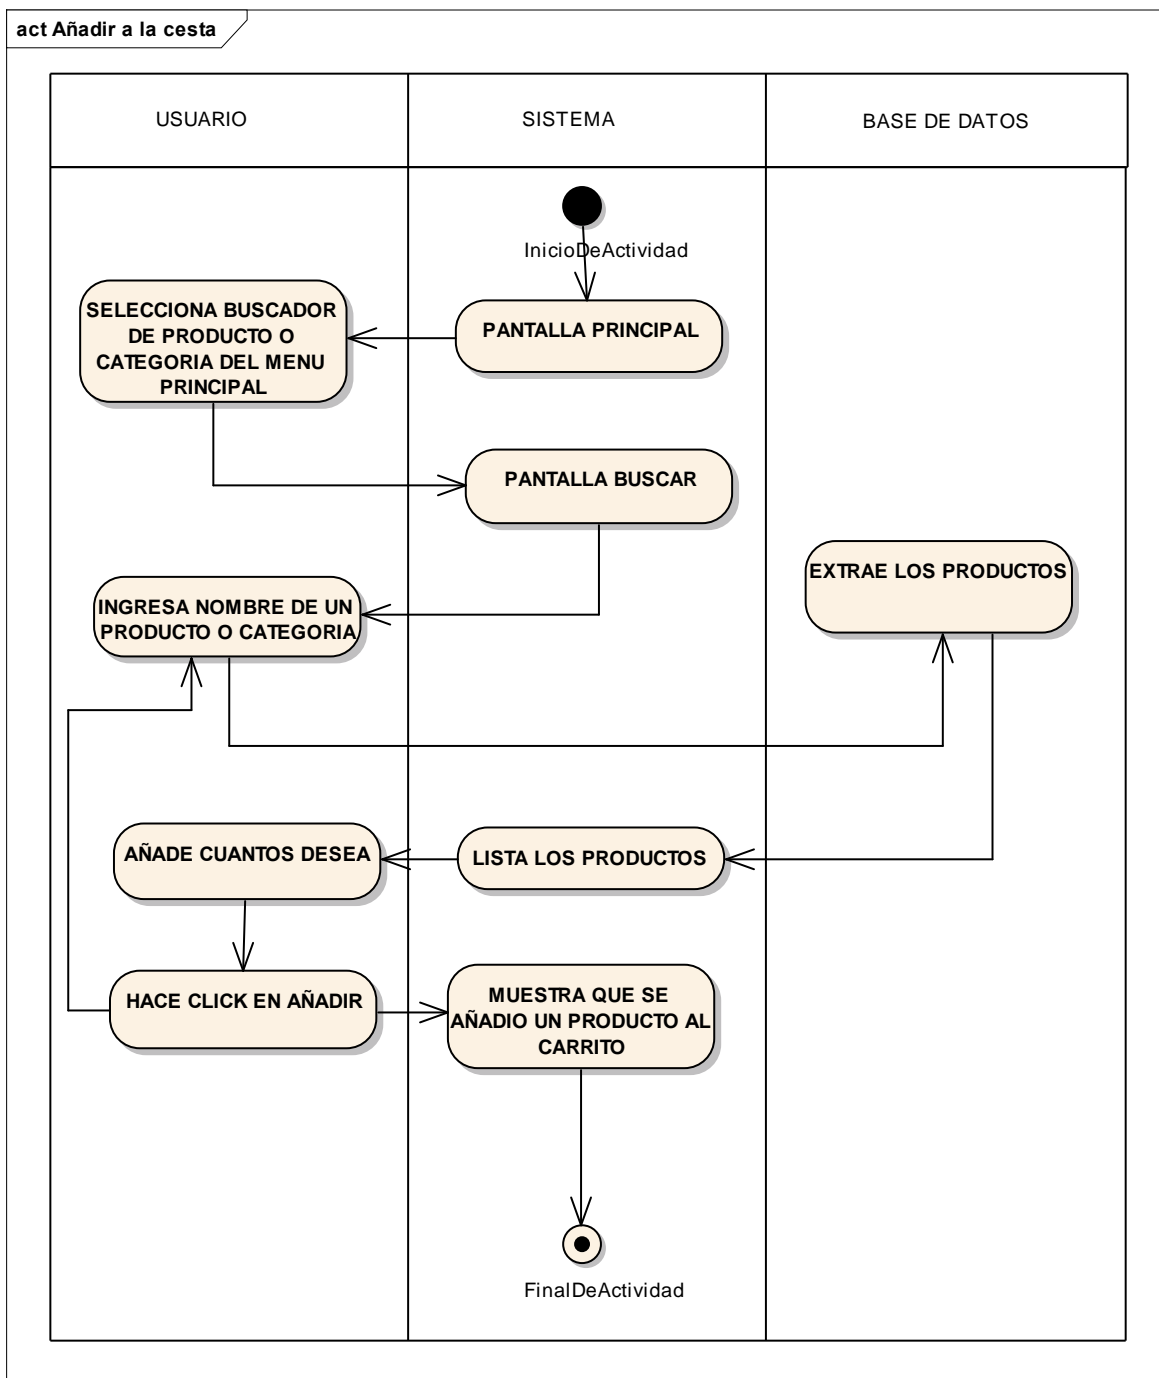 act Añadir a la cesta
USUARIO
SISTEMA
BASE DE DATOS
InicioDeActividad
PANTALLA PRINCIPAL
SELECCIONA BUSCADOR
DE PRODUCTO O
CATEGORIA DEL MENU
PRINCIPAL
PANTALLA BUSCAR
EXTRAE LOS PRODUCTOS
INGRESA NOMBRE DE UN
PRODUCTO O CATEGORIA
AÑADE CUANTOS DESEA
LISTA LOS PRODUCTOS
HACE CLICK EN AÑADIR
MUESTRA QUE SE
AÑADIO UN PRODUCTO AL
CARRITO
FinalDeActividad